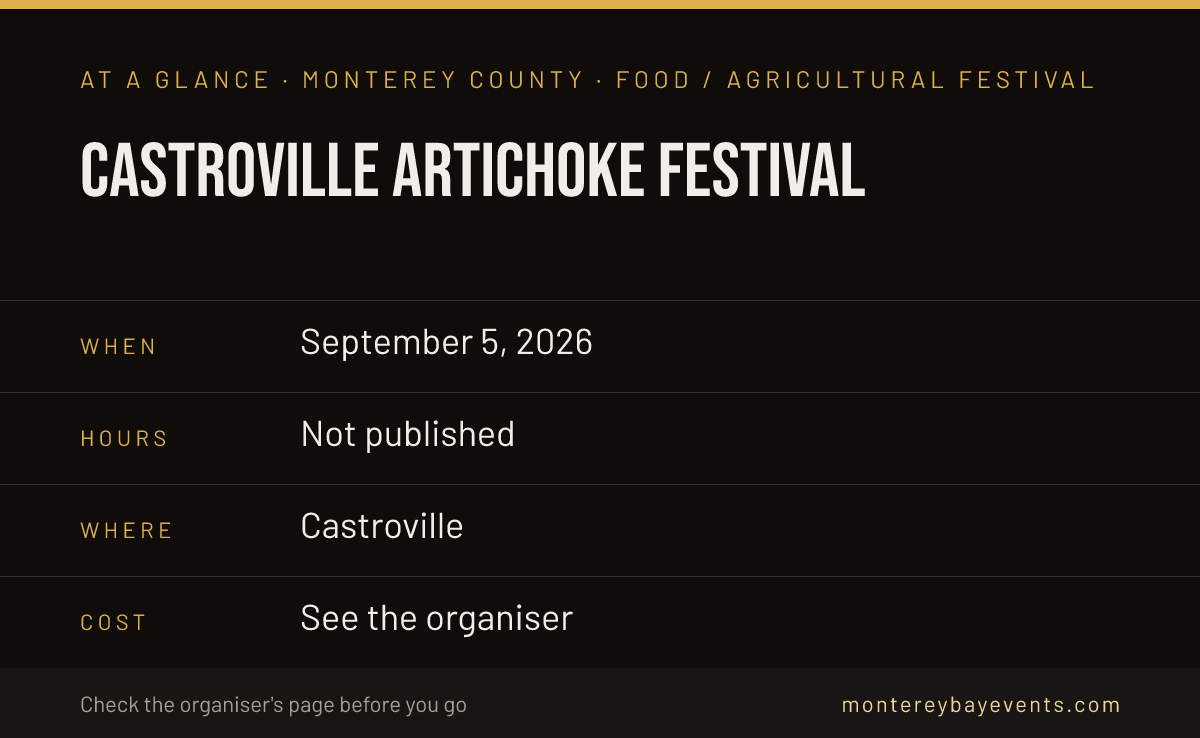 AT A GLANCE · MONTEREY COUNTY · FOOD / AGRICULTURAL FESTIVAL
CASTROVILLE ARTICHOKE FESTIVAL
WHEN September 5, 2026
HOURS Not published
WHERE Castroville
COST See the organiser
Check the organiser's page before you go montereybayevents.com